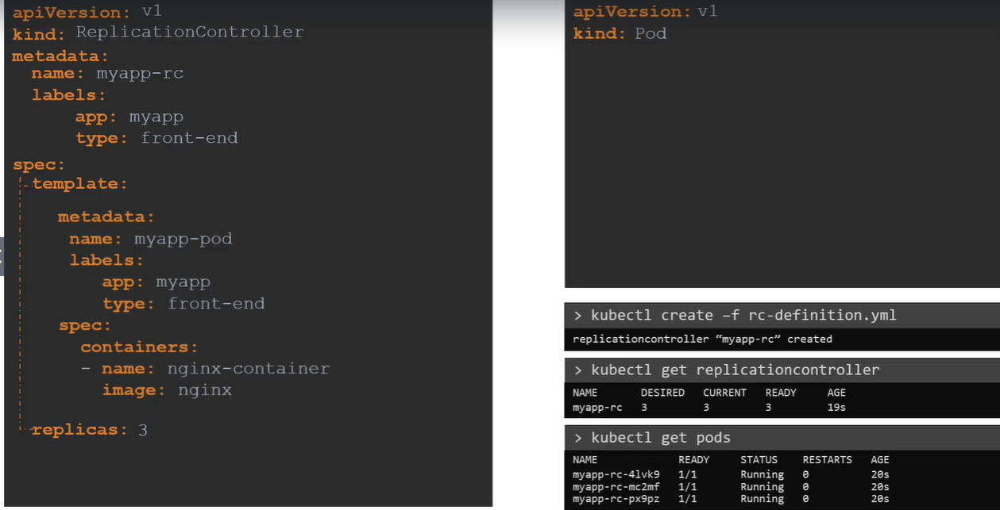 apiVersion: v1
kind: ReplicationController
metadata:
  name: myapp-rc
  labels:
      app: myapp
      type: front-end
spec:
  template:
    metadata:
      name: myapp-pod
      labels:
        app: myapp
        type: front-end
    spec:
      containers:
      - name: nginx-container
        image: nginx
  replicas: 3
apiVersion: v1
kind: Pod
> kubectl create –f rc-definition.yml
replicationcontroller “myapp-rc” created
> kubectl get replicationcontroller
NAME DESIRED CURRENT READY AGE
myapp-rc 3 3 3 19s
> kubectl get pods
NAME READY STATUS RESTARTS AGE
myapp-rc-4lvk9 1/1 Running 0 20s
myapp-rc-mc2mf 1/1 Running 0 20s
myapp-rc-px9pz 1/1 Running 0 20s